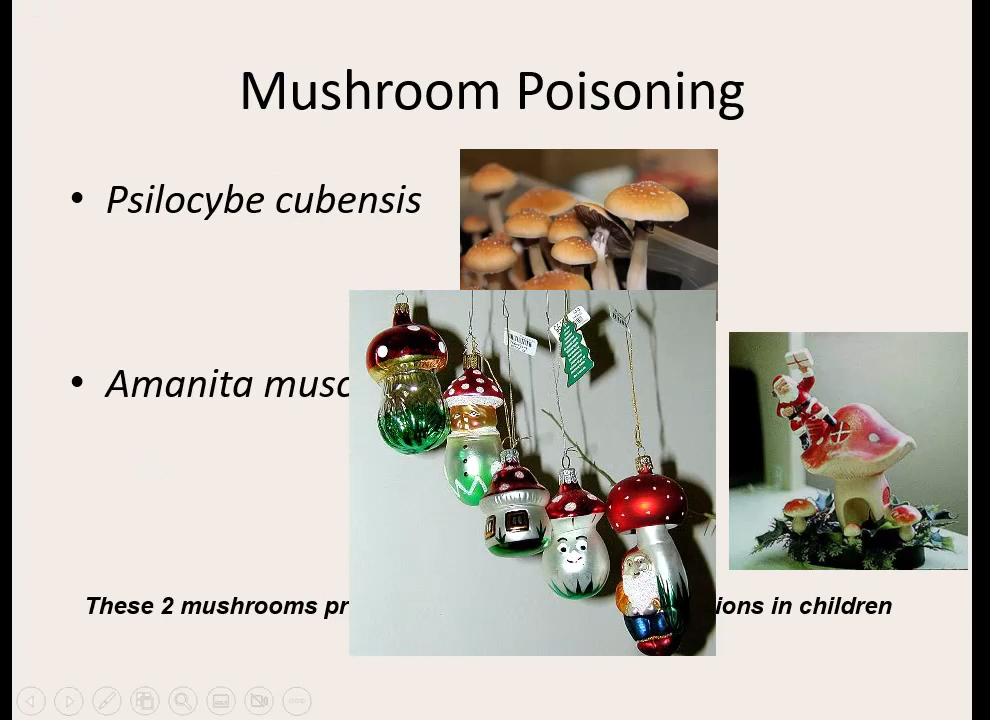 Mushroom Poisoning
• Psilocybe cubensis
• Amanita musc
These 2 mushrooms pr ions in children